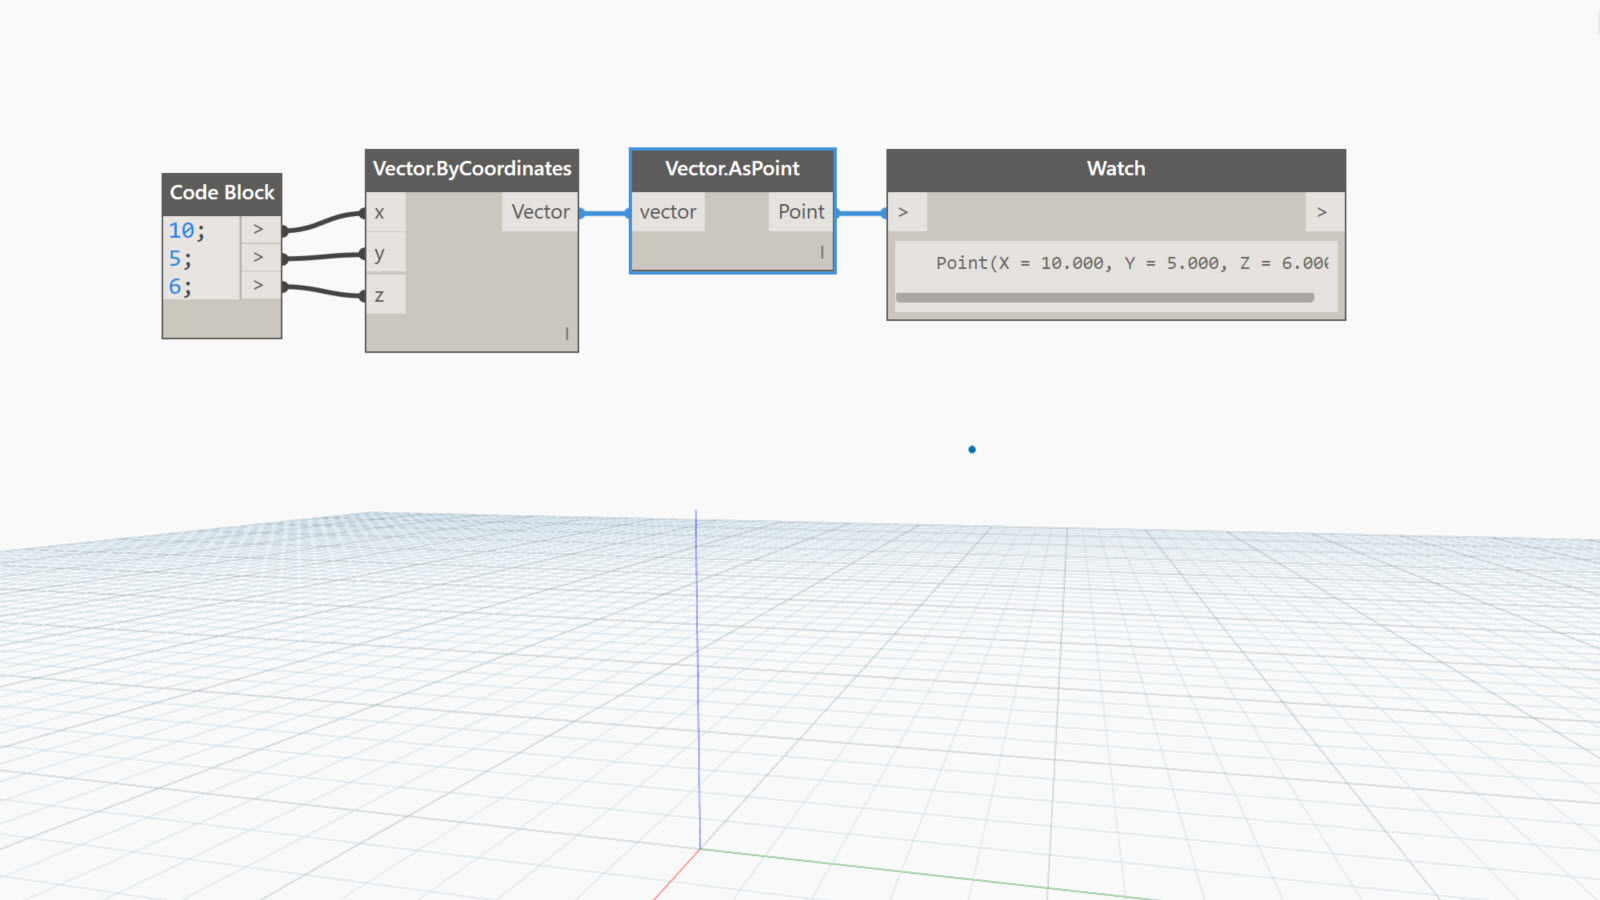 Code Block
10; >
5; >
6; >
Vector.ByCoordinates
x Vector
y
z
l
Vector.AsPoint
vector Point
l
Watch
> >
Point(X = 10.000, Y = 5.000, Z = 6.00